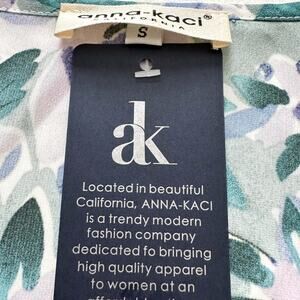 anna-kaci®
CALIFORNIA
S
ak
Located in beautiful
California, ANNA-KACI
is a trendy modern
fashion company
dedicated fo bringing
high quality apparel
to women at an